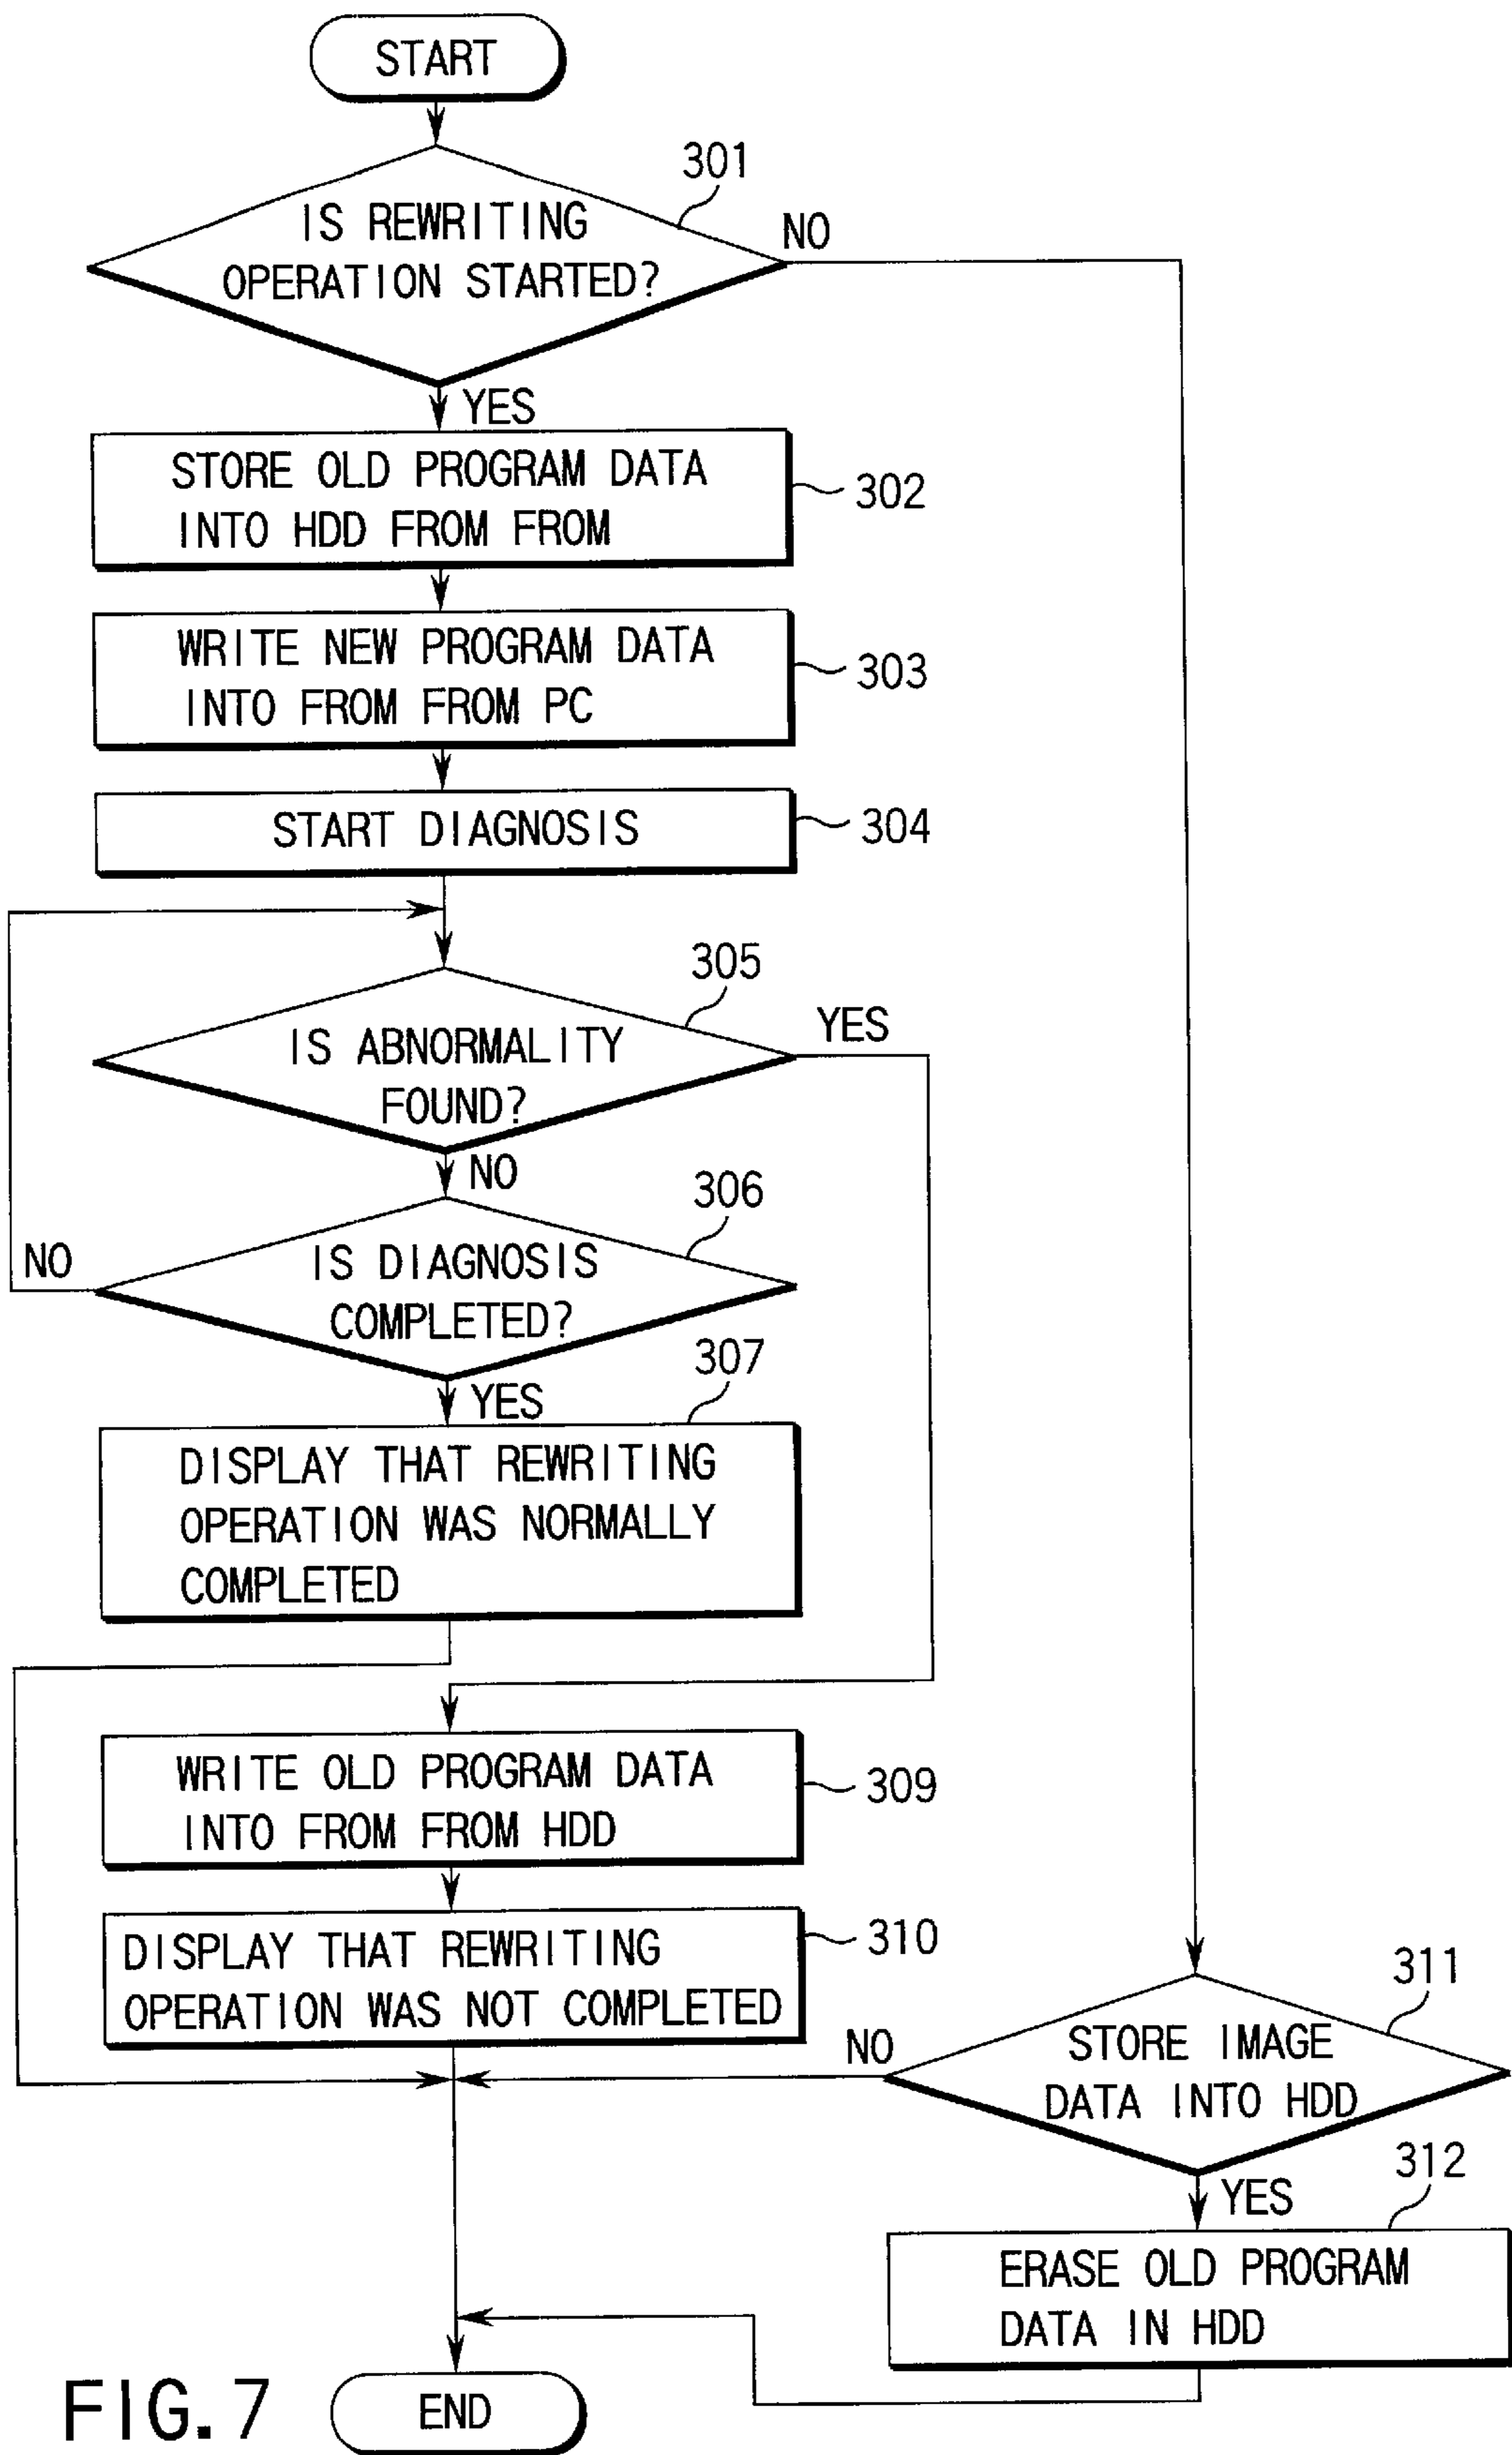 START
301
IS REWRITING
OPERATION STARTED?
NO
YES
STORE OLD PROGRAM DATA
INTO HDD FROM FROM
302
WRITE NEW PROGRAM DATA
INTO FROM FROM PC
303
START DIAGNOSIS
304
305
IS ABNORMALITY
FOUND?
YES
NO
306
IS DIAGNOSIS
COMPLETED?
NO
YES
307
DISPLAY THAT REWRITING
OPERATION WAS NORMALLY
COMPLETED
WRITE OLD PROGRAM DATA
INTO FROM FROM HDD
309
DISPLAY THAT REWRITING
OPERATION WAS NOT COMPLETED
310
311
STORE IMAGE
DATA INTO HDD
NO
YES
312
ERASE OLD PROGRAM
DATA IN HDD
END
FIG. 7